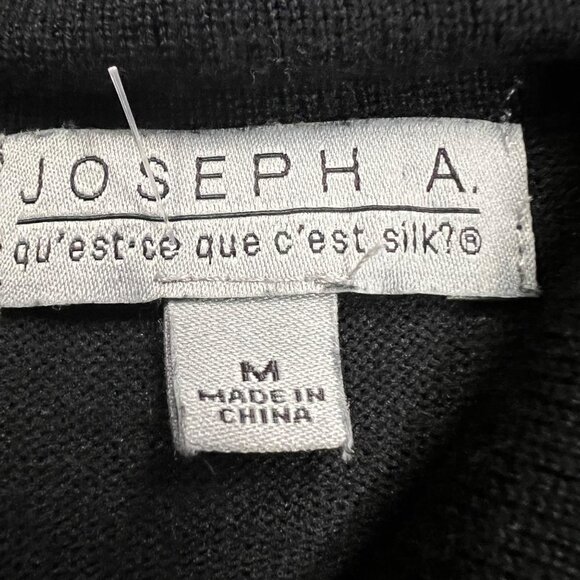 JOSEPH A.
qu'est-ce que c'est silk?®
M
MADE IN
CHINA